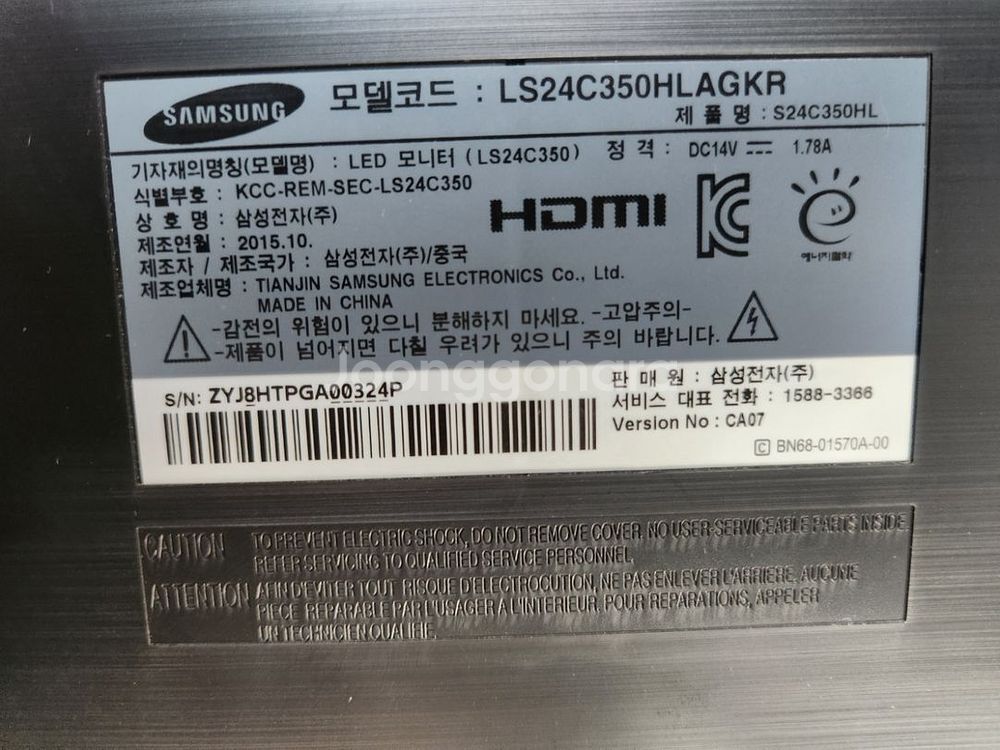 SAMSUNG 모델코드 : LS24C350HLAGKR
제 품 명 : S24C350HL
기자재의명칭(모델명) : LED 모니터 (LS24C350) 정 격 : DC14V 1.78A
식별부호 : KCC-REM-SEC-LS24C350
상 호 명 : 삼성전자(주)
HDMI
제조연월 : 2015.10.
에너지절약
제조자 / 제조국가 : 삼성전자(주)/중국
제조업체명 : TIANJIN SAMSUNG ELECTRONICS Co., Ltd.
MADE IN CHINA
-감전의 위험이 있으니 분해하지 마세요. -고압주의-
-제품이 넘어지면 다칠 우려가 있으니 주의 바랍니다.
joonggonara
S/N: ZYJ8HTPGA00324P
판 매 원 : 삼성전자(주)
서비스 대표 전화 : 1588-3366
Version No : CA07
C BN68-01570A-00
CAUTION TO PREVENT ELECTRIC SHOCK, DO NOT REMOVE COVER. NO USER-SERVICEABLE PARTS INSIDE
REFER SERVICING TO QUALIFIED SERVICE PERSONNEL
ATTENTION AFIN D'EVITER TOUT RISQUE D'ELECTROCUTION, NE PAS ENLEVER L'ARRIERE, AUCUNE
PIECE REPARABLE PAR L'USAGER A L'INTERIEUR. POUR REPARATIONS, APPELER
UN TECHNICIEN QUALIFIE.